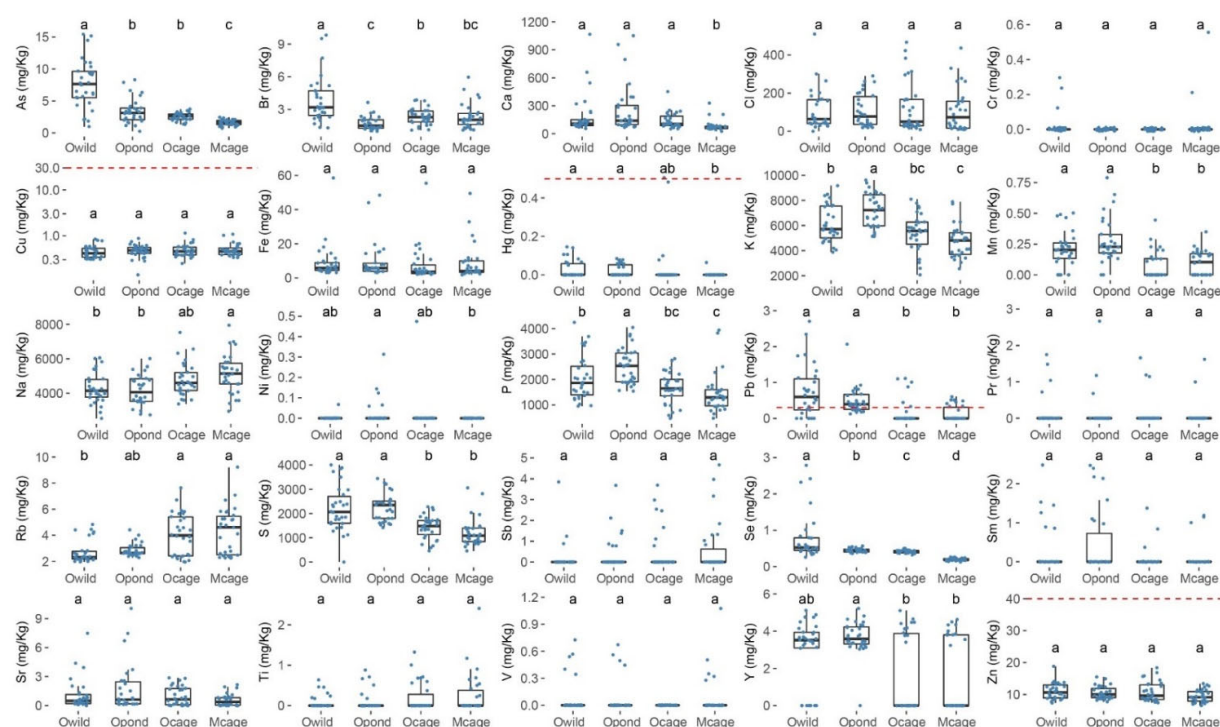 a b b c
As (mg/Kg)
15
10
5
0
Owild Opond Ocage Mcage
a c b bc
Br (mg/Kg)
9
6
3
Owild Opond Ocage Mcage
a a a b
Ca (mg/Kg)
1200
900
600
300
0
Owild Opond Ocage Mcage
a a a a
Cl (mg/Kg)
400
200
0
Owild Opond Ocage Mcage
a a a a
Cr (mg/Kg)
0.6
0.4
0.2
0.0
Owild Opond Ocage Mcage
Cu (mg/Kg)
30.0
10.0
3.0
1.0
0.3
a a a a
Owild Opond Ocage Mcage
a a a a
Fe (mg/Kg)
60
40
20
0
Owild Opond Ocage Mcage
a a ab b
Hg (mg/Kg)
0.4
0.2
0.0
Owild Opond Ocage Mcage
b a bc c
K (mg/Kg)
10000
8000
6000
4000
2000
Owild Opond Ocage Mcage
a a b b
Mn (mg/Kg)
0.75
0.50
0.25
0.00
Owild Opond Ocage Mcage
b b ab a
Na (mg/Kg)
8000
6000
4000
Owild Opond Ocage Mcage
ab a ab b
Ni (mg/Kg)
0.5
0.4
0.3
0.2
0.1
0.0
Owild Opond Ocage Mcage
b a bc c
P (mg/Kg)
4000
3000
2000
1000
0
Owild Opond Ocage Mcage
a a b b
Pb (mg/Kg)
3
2
1
0
Owild Opond Ocage Mcage
a a a a
Pr (mg/Kg)
3
2
1
0
Owild Opond Ocage Mcage
b ab a a
Rb (mg/Kg)
10
8
6
4
2
Owild Opond Ocage Mcage
a a b b
S (mg/Kg)
4000
3000
2000
1000
0
Owild Opond Ocage Mcage
a a a a
Sb (mg/Kg)
5
4
3
2
1
0
Owild Opond Ocage Mcage
a b c d
Se (mg/Kg)
3
2
1
0
Owild Opond Ocage Mcage
a a a a
Sm (mg/Kg)
2
1
0
Owild Opond Ocage Mcage
a a a a
Sr (mg/Kg)
9
6
3
0
Owild Opond Ocage Mcage
a a a a
Ti (mg/Kg)
2
1
0
Owild Opond Ocage Mcage
a a a a
V (mg/Kg)
1.2
0.9
0.6
0.3
0.0
Owild Opond Ocage Mcage
ab a b b
Y (mg/Kg)
6
4
2
0
Owild Opond Ocage Mcage
Zn (mg/Kg)
40
30
20
10
a a a a
Owild Opond Ocage Mcage